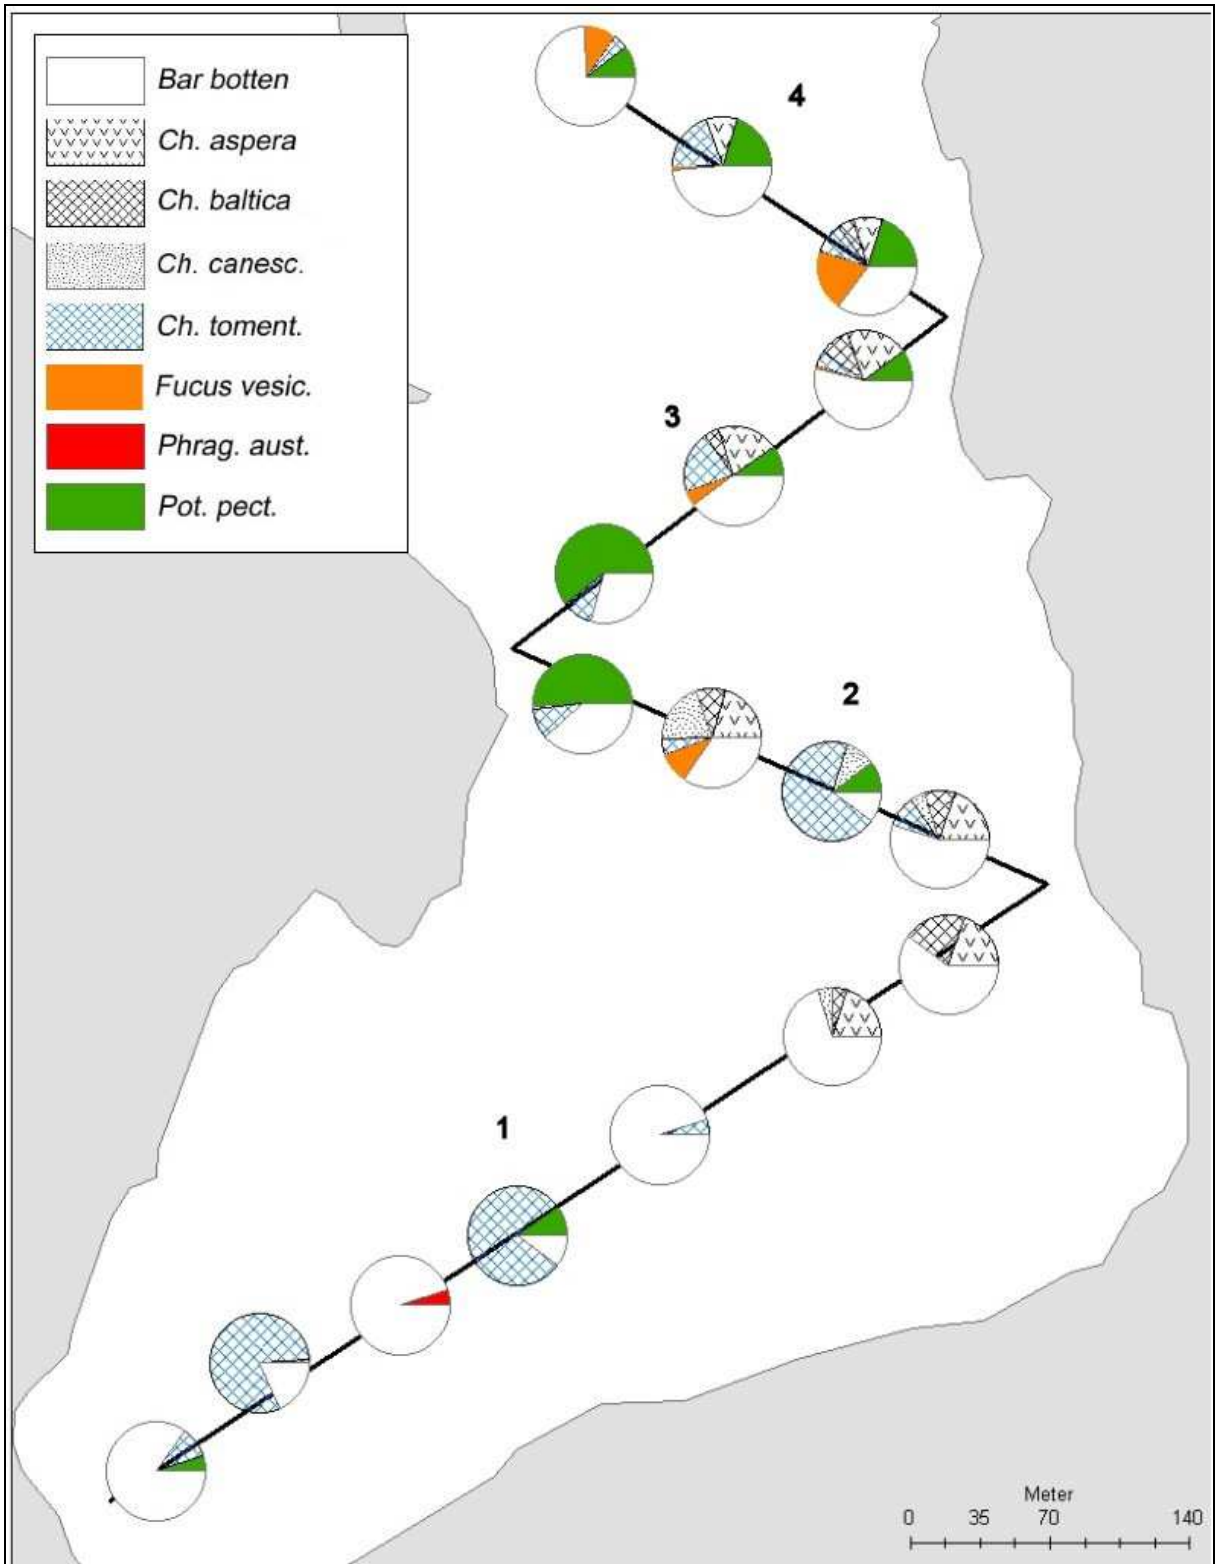 Bar botten
Ch. aspera
Ch. baltica
Ch. canesc.
Ch. toment.
Fucus vesic.
Phrag. aust.
Pot. pect.
4
3
2
1
Meter
0 35 70 140